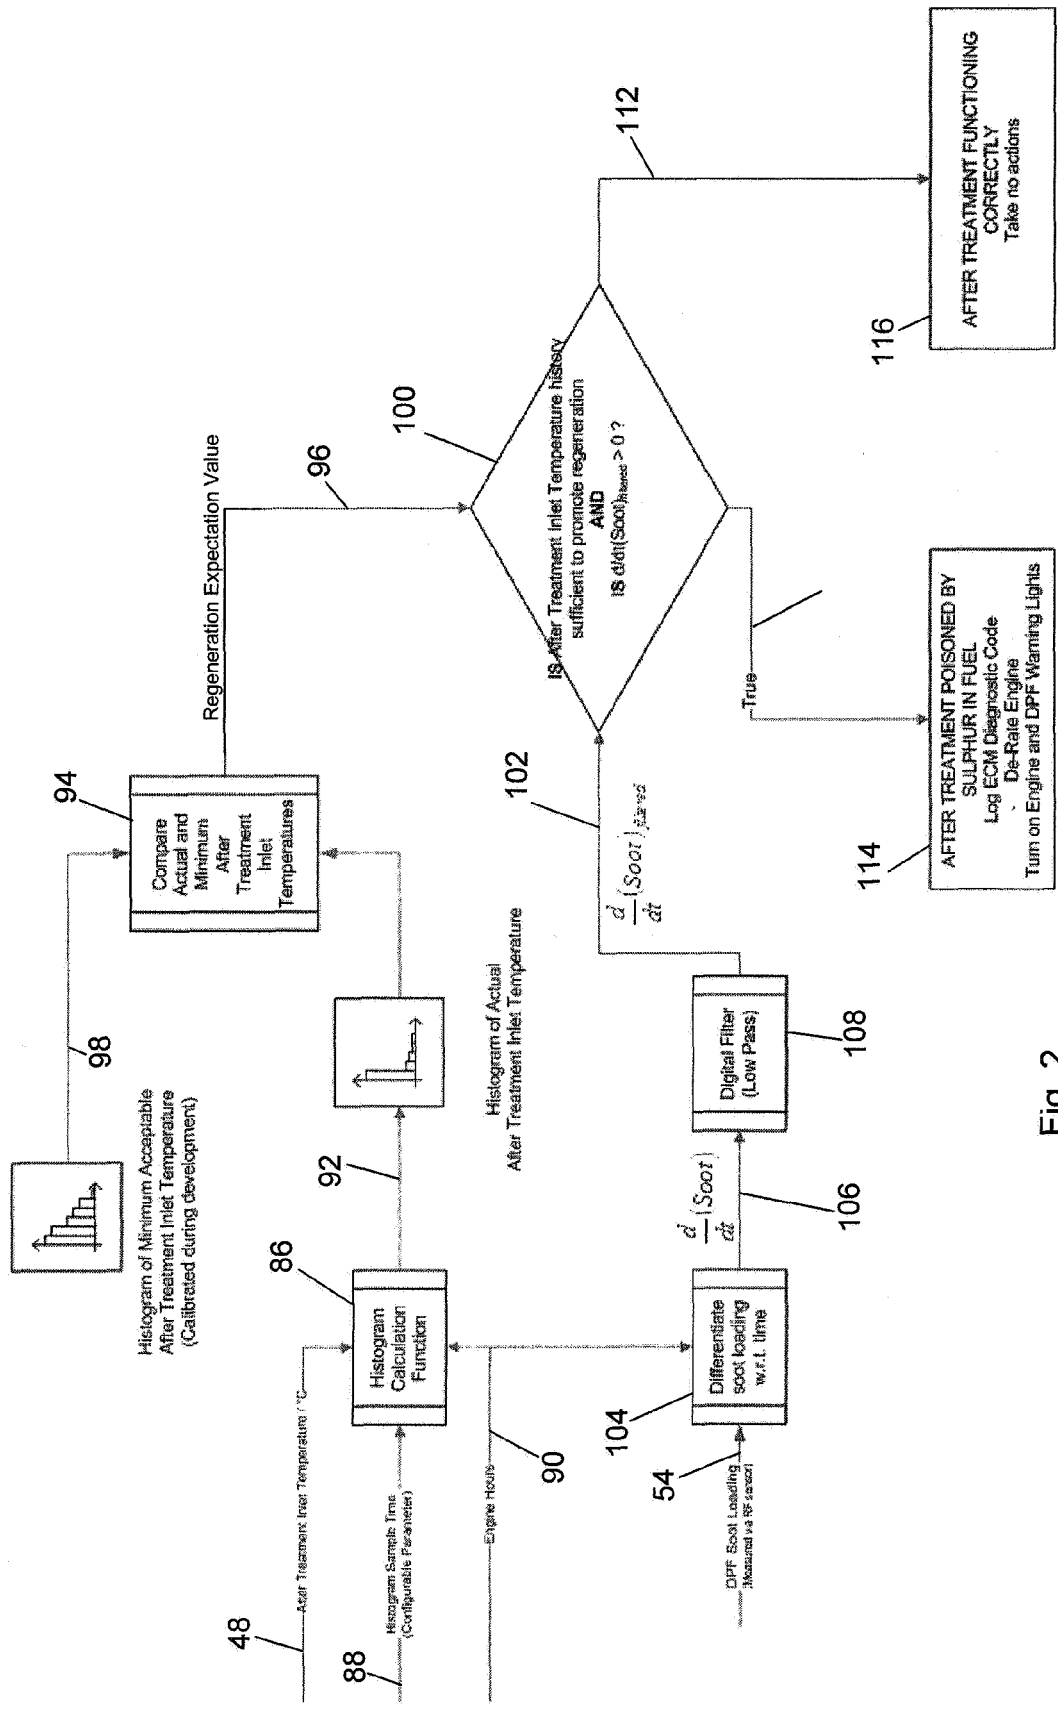 98
Histogram of Minimum Acceptable
After Treatment Inlet Temperature
(Calibrated during development)
94
Compare
Actual and
Minimum
After
Treatment
Inlet
Temperatures
Regeneration Expectation Value
96
48
After Treatment Inlet Temperature / °C
88
Histogram Sample Time
(Configurable Parameter)
86
Histogram
Calculation
Function
92
Histogram of Actual
After Treatment Inlet Temperature
Engine Hours
90
100
IS After Treatment Inlet Temperature history
sufficient to promote regeneration
AND
IS d/dt(Soot)filtered > 0 ?
112
DPF Soot Loading
(Measured via RF sensor)
54
104
Differentiate
soot loading
w.r.t. time
d/dt (Soot)
106
Digital Filter
(Low Pass)
108
d/dt (Soot)filtered
102
True
114
AFTER TREATMENT POISONED BY
SULPHUR IN FUEL
Log ECM Diagnostic Code
De-Rate Engine
Turn on Engine and DPF Warning Lights
116
AFTER TREATMENT FUNCTIONING
CORRECTLY
Take no actions
Fig. 2